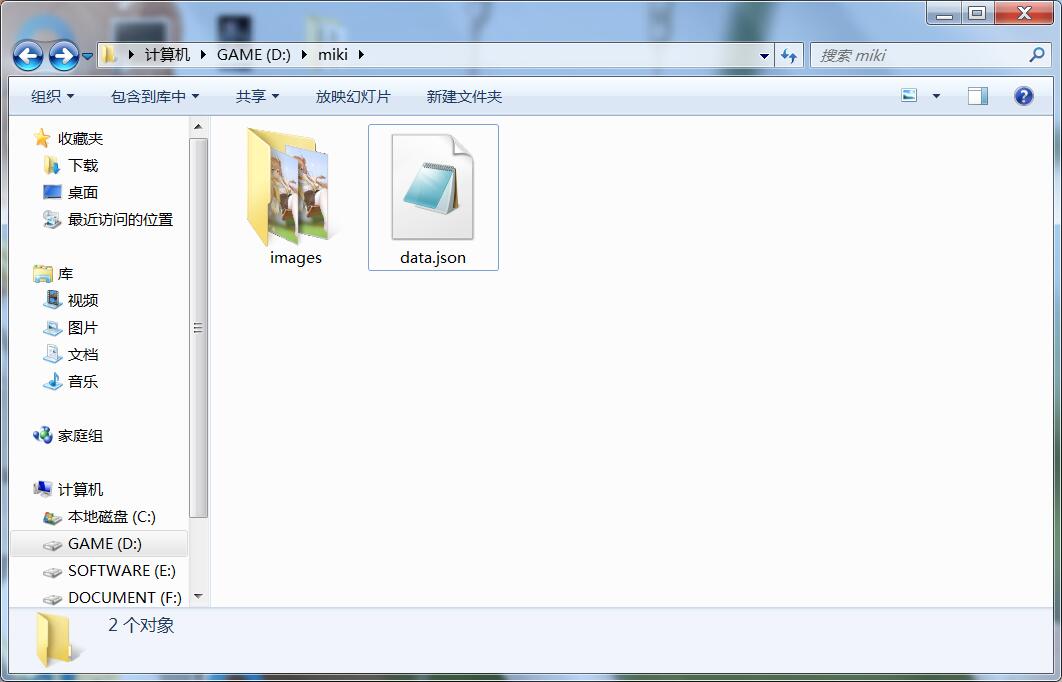 计算机 GAME (D:) miki
搜索 miki
组织 包含到库中 共享 放映幻灯片 新建文件夹
收藏夹
下载
桌面
最近访问的位置
库
视频
图片
文档
音乐
家庭组
计算机
本地磁盘 (C:)
GAME (D:)
SOFTWARE (E:)
DOCUMENT (F:)
images
data.json
2 个对象